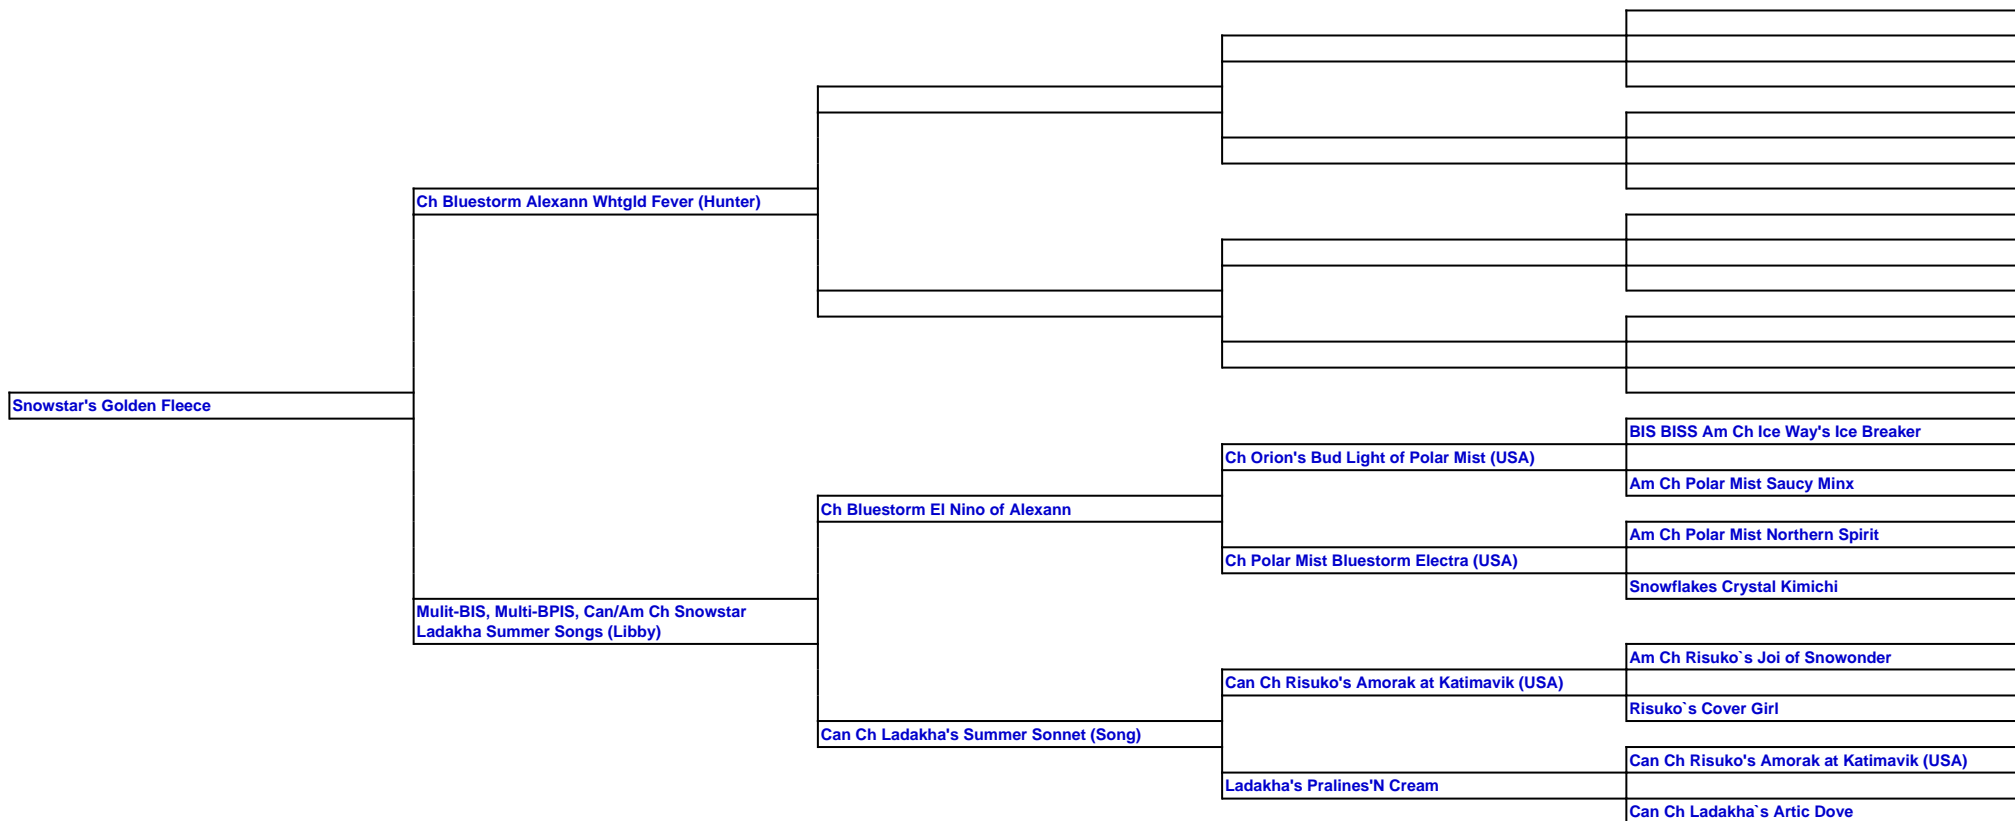 Ch Bluestorm Alexann Whtgld Fever (Hunter)
Snowstar's Golden Fleece
BIS BISS Am Ch Ice Way's Ice Breaker
Ch Orion's Bud Light of Polar Mist (USA)
Am Ch Polar Mist Saucy Minx
Ch Bluestorm El Nino of Alexann
Am Ch Polar Mist Northern Spirit
Ch Polar Mist Bluestorm Electra (USA)
Snowflakes Crystal Kimichi
Mulit-BIS, Multi-BPIS, Can/Am Ch Snowstar
Ladakha Summer Songs (Libby)
Am Ch Risuko`s Joi of Snowonder
Can Ch Risuko's Amorak at Katimavik (USA)
Risuko`s Cover Girl
Can Ch Ladakha's Summer Sonnet (Song)
Can Ch Risuko's Amorak at Katimavik (USA)
Ladakha's Pralines'N Cream
Can Ch Ladakha`s Artic Dove